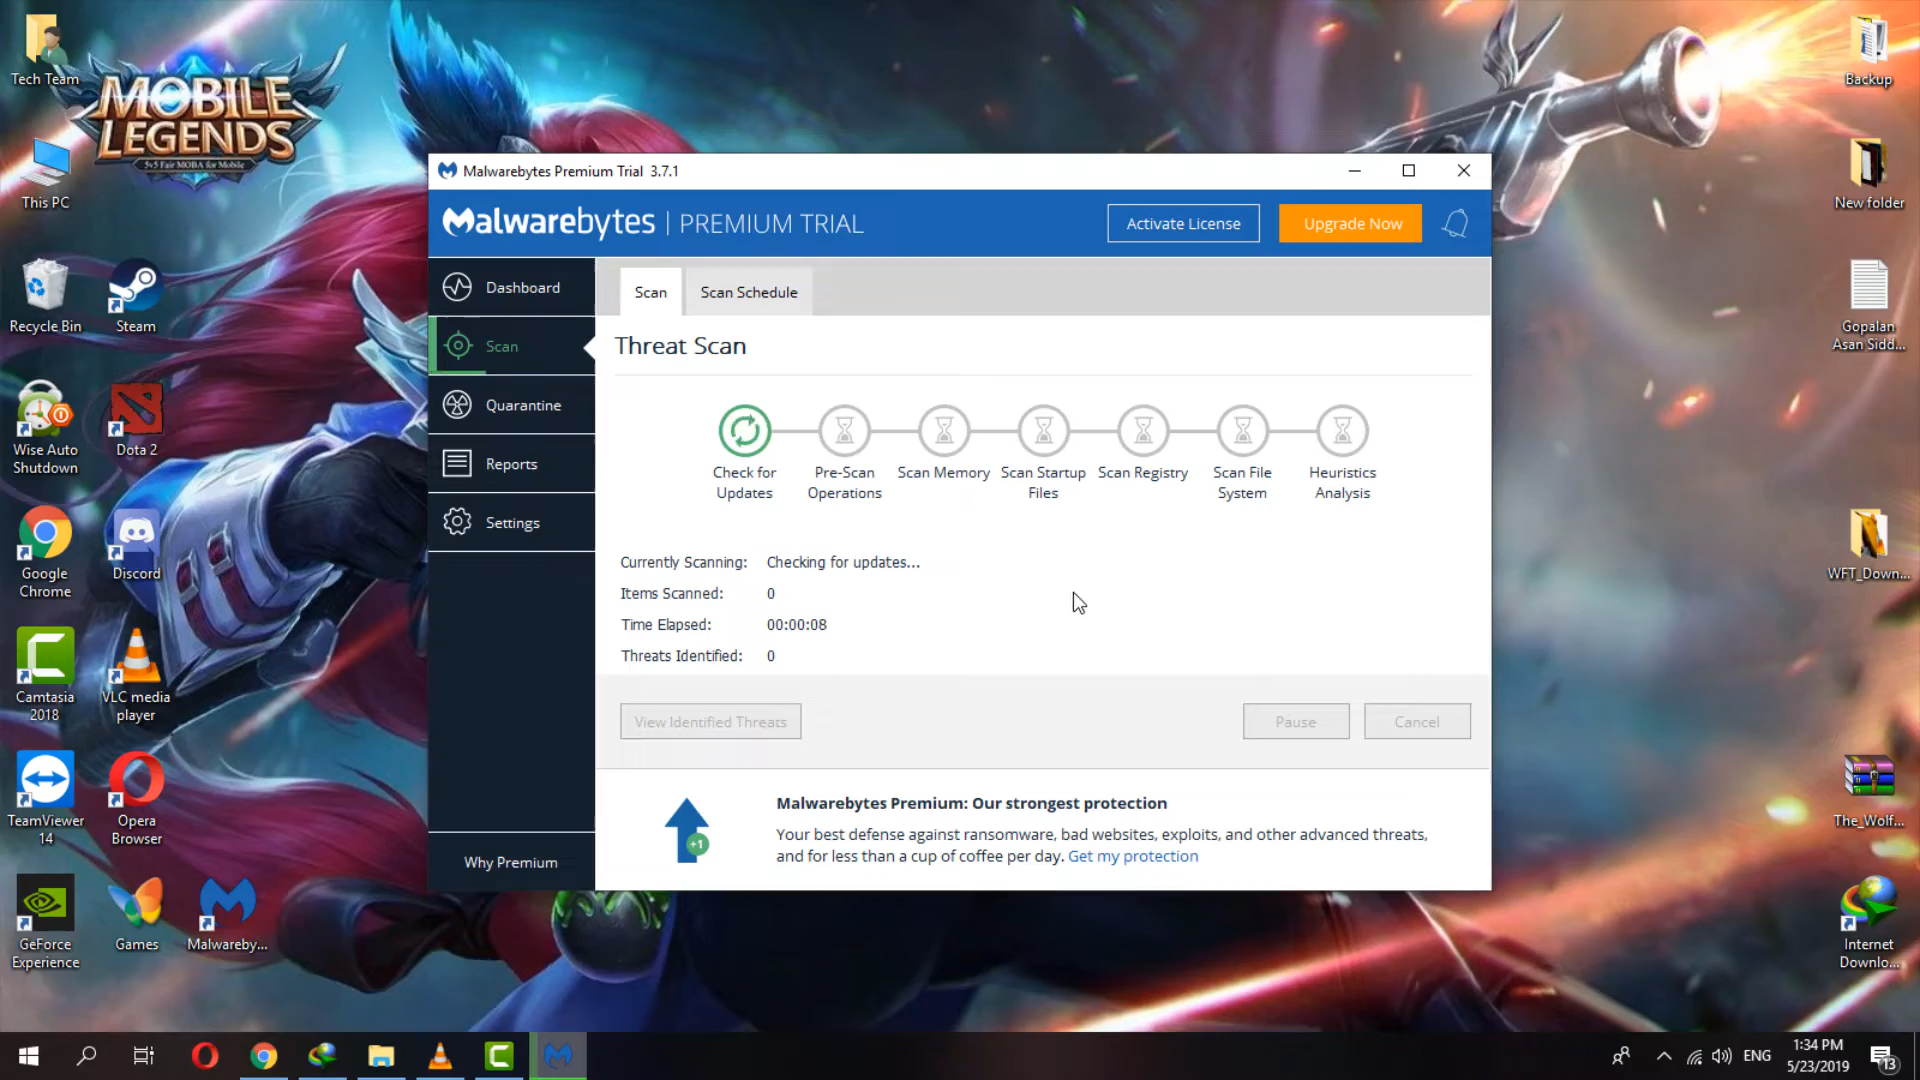 Tech Team
MOBILE
LEGENDS
5v5 Fair MOBA for Mobile
This PC
Recycle Bin
Steam
Wise Auto
Shutdown
Dota 2
Google
Chrome
Discord
Camtasia
2018
VLC media
player
TeamViewer
14
Opera
Browser
GeForce
Experience
Games
Malwareby...
Malwarebytes Premium Trial 3.7.1
Malwarebytes | PREMIUM TRIAL
Activate License
Upgrade Now
Dashboard
Scan
Quarantine
Reports
Settings
Why Premium
Scan
Scan Schedule
Threat Scan
Check for
Updates
Pre-Scan
Operations
Scan Memory
Scan Startup
Files
Scan Registry
Scan File
System
Heuristics
Analysis
Currently Scanning: Checking for updates...
Items Scanned: 0
Time Elapsed: 00:00:08
Threats Identified: 0
View Identified Threats
Pause
Cancel
+1
Malwarebytes Premium: Our strongest protection
Your best defense against ransomware, bad websites, exploits, and other advanced threats,
and for less than a cup of coffee per day. Get my protection
Backup
New folder
Gopalan
Asan Sidd...
WFT_Down...
The_Wolf...
Internet
Downlo...
ENG
1:34 PM
5/23/2019
13